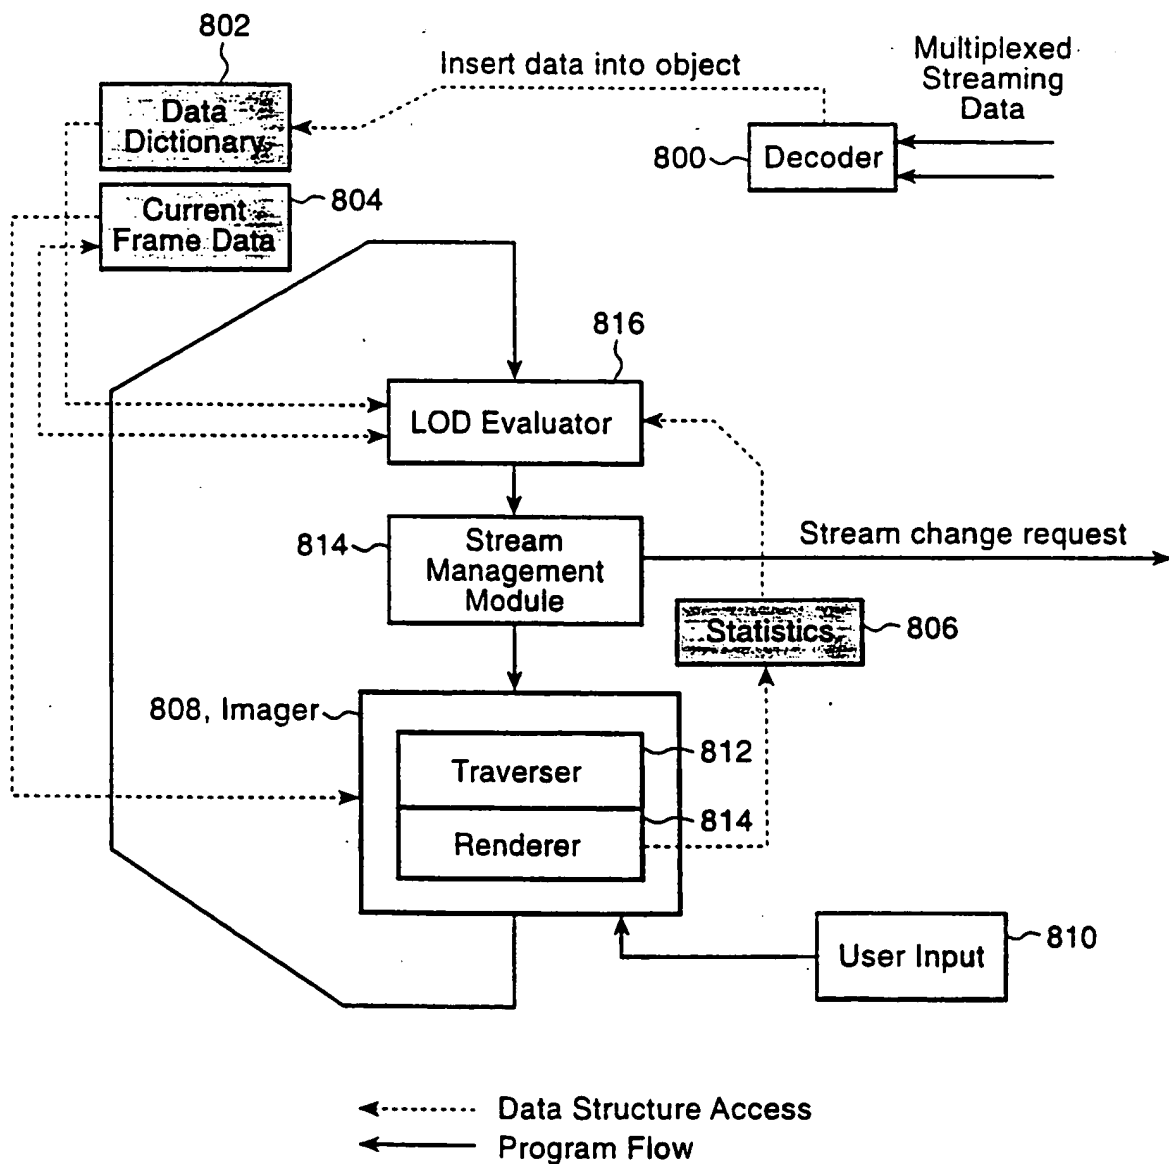 802
Insert data into object
Multiplexed
Streaming
Data
Data
Dictionary
800
Decoder
804
Current
Frame Data
816
LOD Evaluator
814
Stream
Management
Module
Stream change request
Statistics
806
808, Imager
812
Traverser
814
Renderer
User Input
810
Data Structure Access
Program Flow